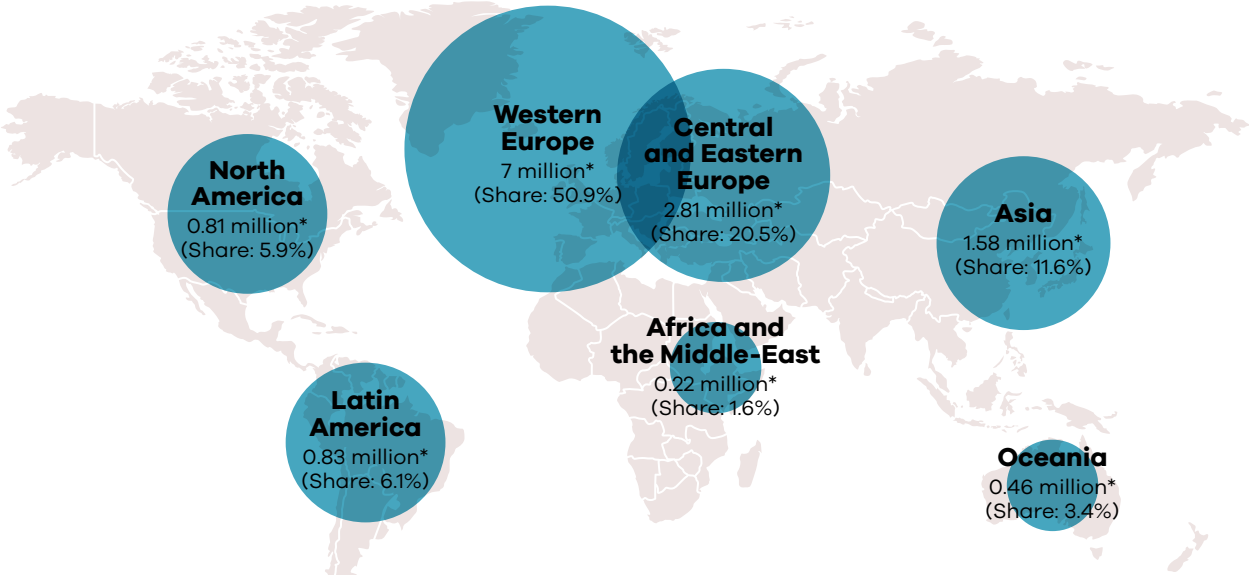 Western
Europe
7 million*
(Share: 50.9%)
Central
and Eastern
Europe
2.81 million*
(Share: 20.5%)
North
America
0.81 million*
(Share: 5.9%)
Asia
1.58 million*
(Share: 11.6%)
Africa and
the Middle-East
0.22 million*
(Share: 1.6%)
Latin
America
0.83 million*
(Share: 6.1%)
Oceania
0.46 million*
(Share: 3.4%)